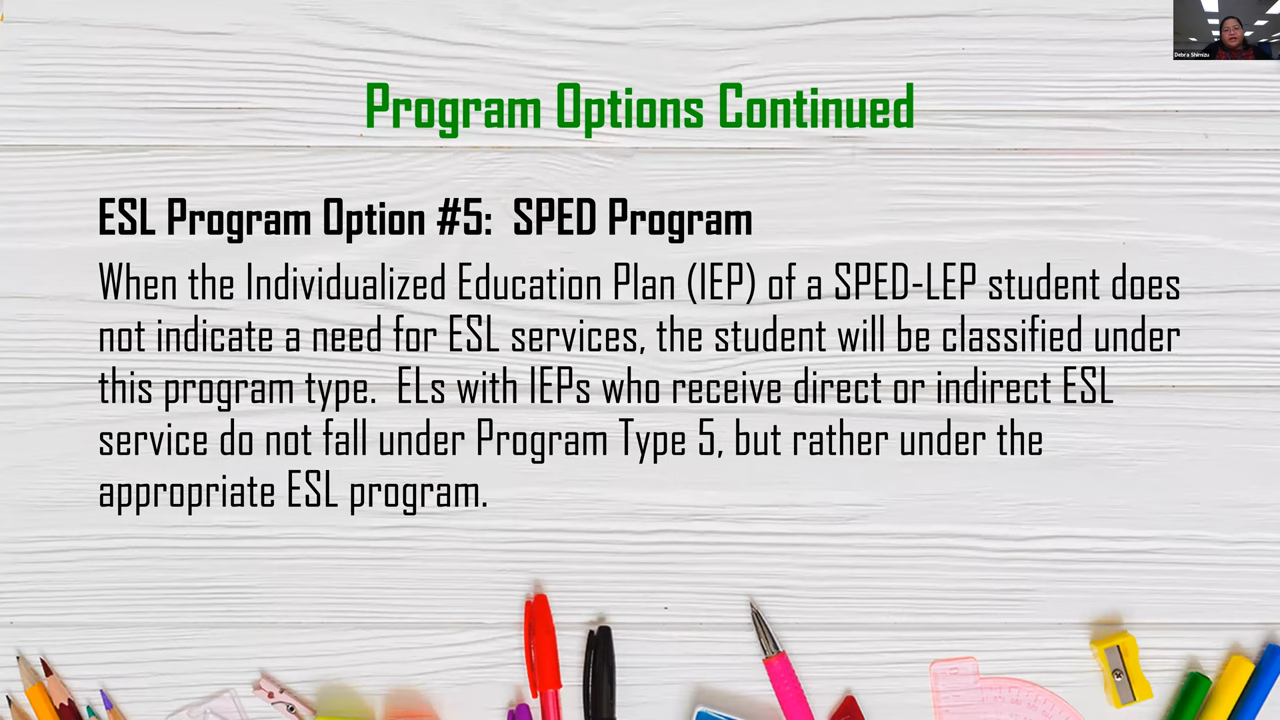 Debra Shimizu
Program Options Continued
ESL Program Option #5: SPED Program
When the Individualized Education Plan (IEP) of a SPED-LEP student does
not indicate a need for ESL services, the student will be classified under
this program type. ELs with IEPs who receive direct or indirect ESL
service do not fall under Program Type 5, but rather under the
appropriate ESL program.